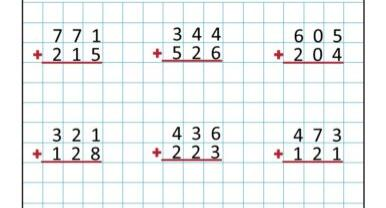 7 7 1   3 4 4   6 0 5
+ 2 1 5   + 5 2 6   + 2 0 4
3 2 1   4 3 6   4 7 3
+ 1 2 8   + 2 2 3   + 1 2 1